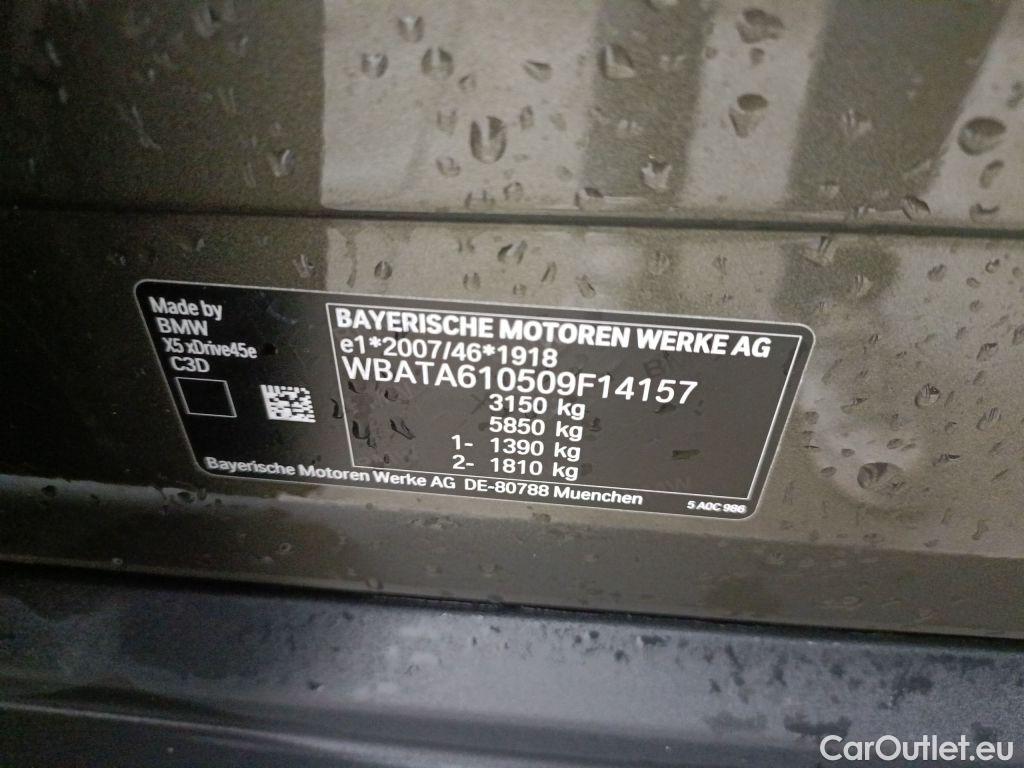 Made by
BMW
X5 xDrive45e
C3D
BAYERISCHE MOTOREN WERKE AG
e1*2007/46*1918
WBATA610509F14157
3150 kg
5850 kg
1- 1390 kg
2- 1810 kg
Bayerische Motoren Werke AG DE-80788 Muenchen
5 A0C 986
CarOutlet.eu